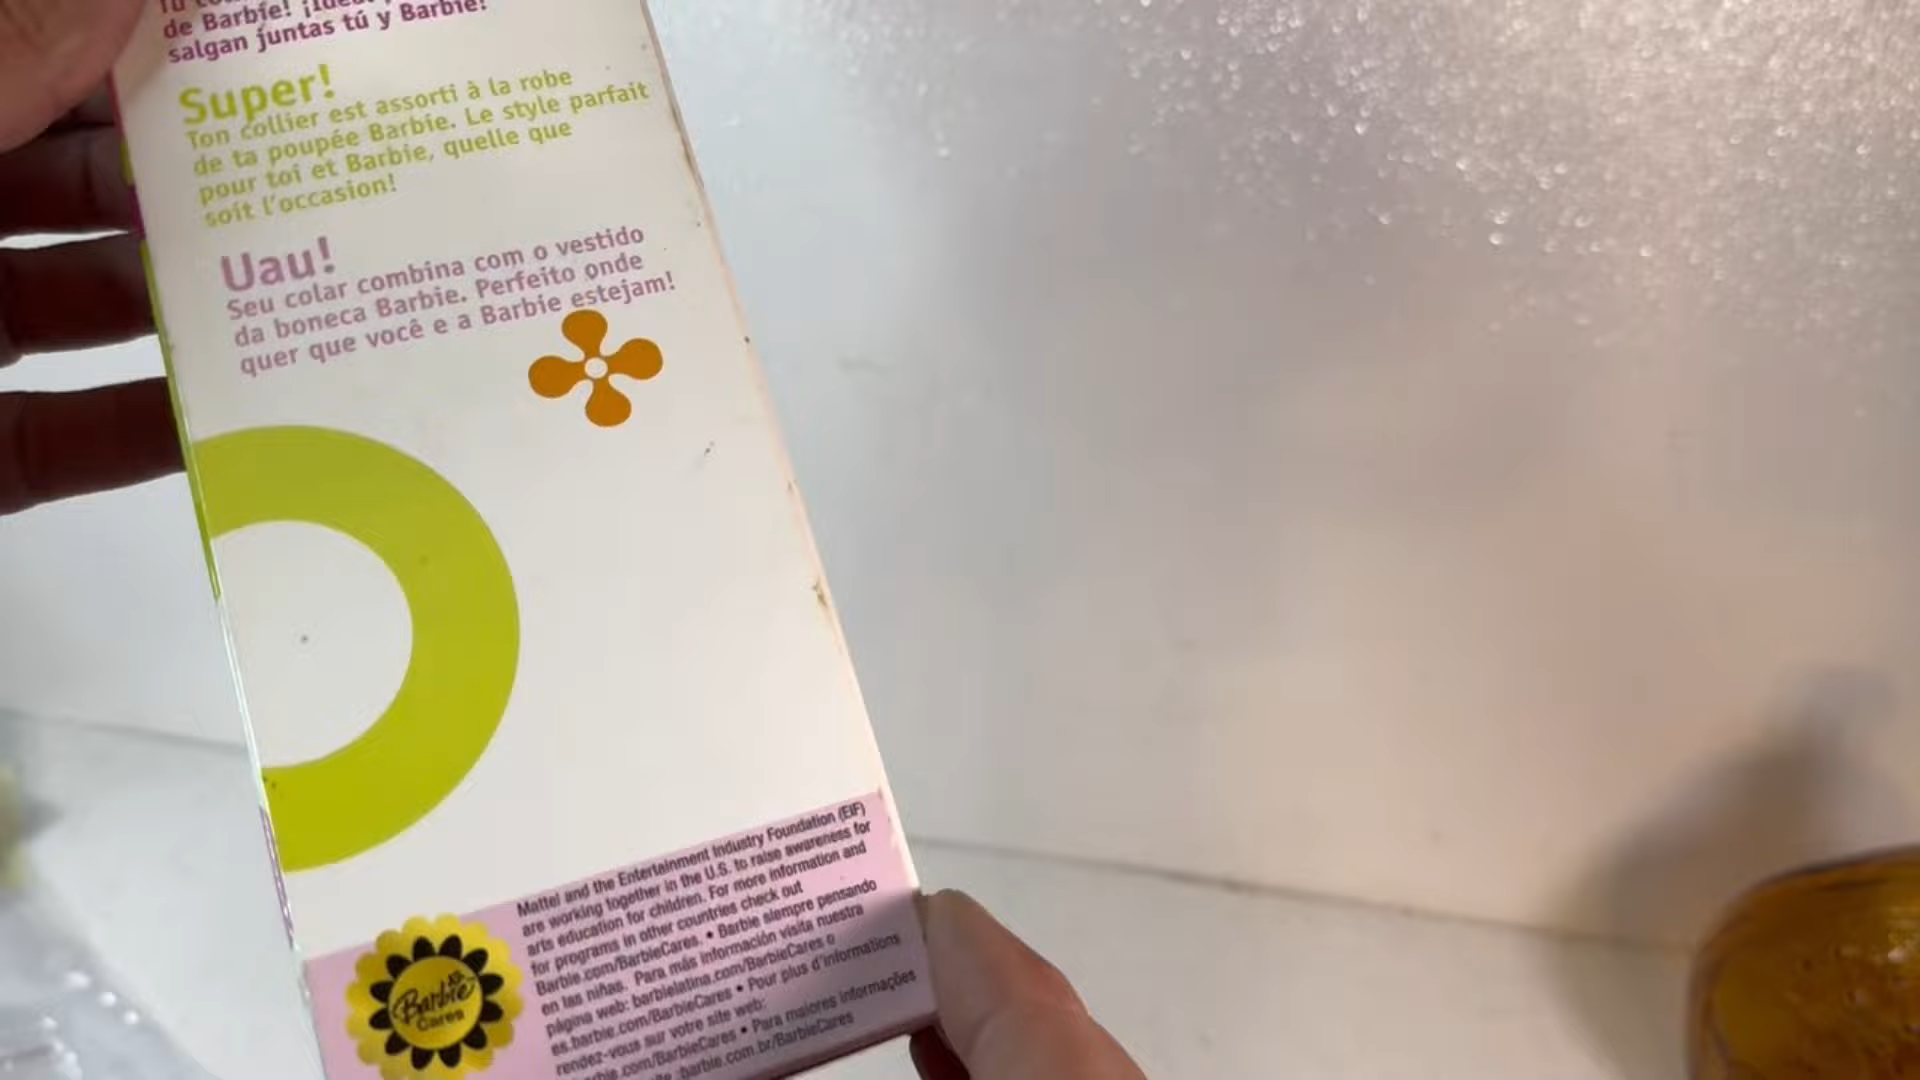 de Barbie!
salgan juntas tú y Barbie!
Super!
Ton collier est assorti à la robe
de ta poupée Barbie. Le style parfait
pour toi et Barbie, quelle que
soit l'occasion!
Uau!
Seu colar combina com o vestido
da boneca Barbie. Perfeito onde
quer que você e a Barbie estejam!
Mattel and the Entertainment Industry Foundation (EIF)
are working together in the U.S. to raise awareness for
arts education for children. For more information and
for programs in other countries check out
Barbie.com/BarbieCares. • Barbie siempre pensando
en las niñas. Para más información visita nuestra
página web: barbielatina.com/BarbieCares o
es.barbie.com/BarbieCares • Pour plus d'informations
rendez-vous sur votre site web:
.com/BarbieCares • Para maiores informações
barbie.com.br/BarbieCares
Barbie
Cares